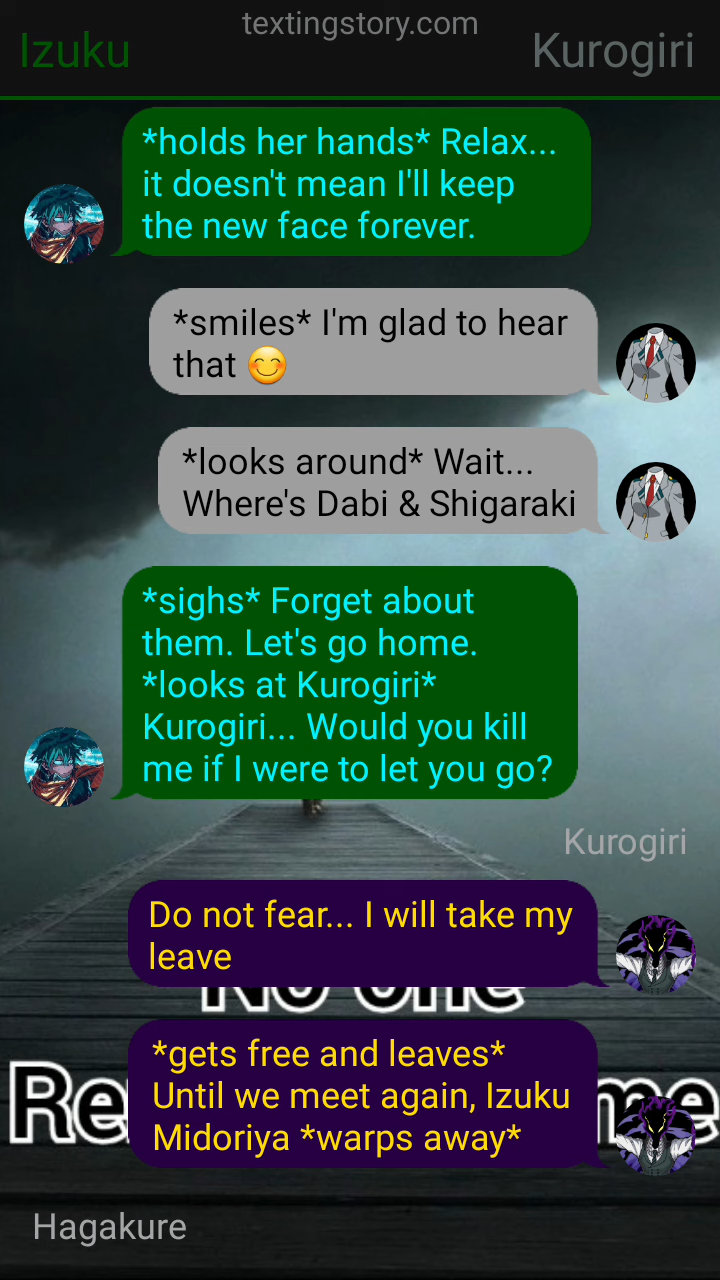 textingstory.com
Izuku
Kurogiri
*holds her hands* Relax...
it doesn't mean I'll keep
the new face forever.
*smiles* I'm glad to hear
that 😊
*looks around* Wait...
Where's Dabi & Shigaraki
*sighs* Forget about
them. Let's go home.
*looks at Kurogiri*
Kurogiri... Would you kill
me if I were to let you go?
Kurogiri
Do not fear... I will take my
leave
No one
*gets free and leaves*
Until we meet again, Izuku
Midoriya *warps away*
Hagakure